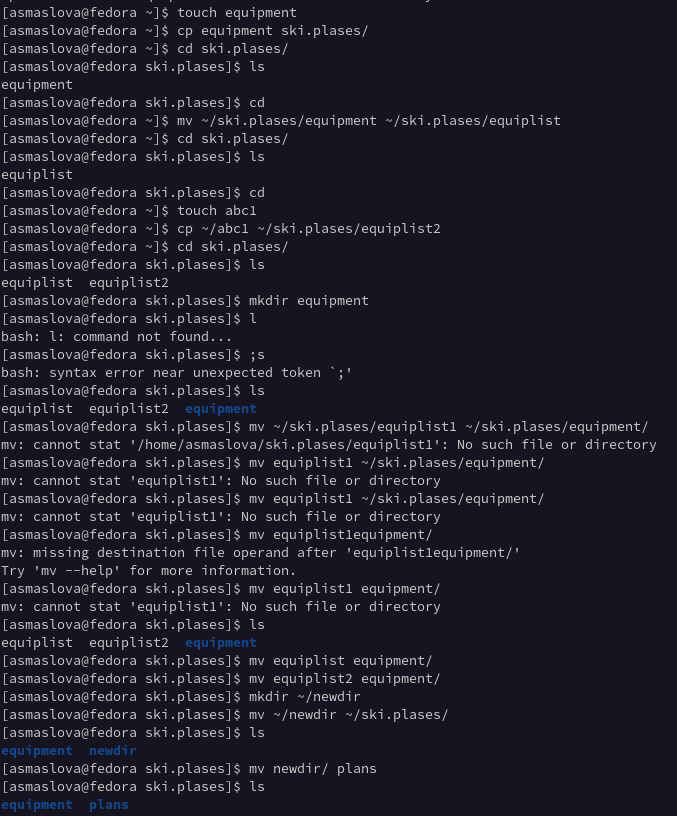 [asmaslova@fedora ~]$ touch equipment
[asmaslova@fedora ~]$ cp equipment ski.plases/
[asmaslova@fedora ~]$ cd ski.plases/
[asmaslova@fedora ski.plases]$ ls
equipment
[asmaslova@fedora ski.plases]$ cd
[asmaslova@fedora ~]$ mv ~/ski.plases/equipment ~/ski.plases/equiplist
[asmaslova@fedora ~]$ cd ski.plases/
[asmaslova@fedora ski.plases]$ ls
equiplist
[asmaslova@fedora ski.plases]$ cd
[asmaslova@fedora ~]$ touch abc1
[asmaslova@fedora ~]$ cp ~/abc1 ~/ski.plases/equiplist2
[asmaslova@fedora ~]$ cd ski.plases/
[asmaslova@fedora ski.plases]$ ls
equiplist  equiplist2
[asmaslova@fedora ski.plases]$ mkdir equipment
[asmaslova@fedora ski.plases]$ l
bash: l: command not found...
[asmaslova@fedora ski.plases]$ ;s
bash: syntax error near unexpected token `;'
[asmaslova@fedora ski.plases]$ ls
equiplist  equiplist2  equipment
[asmaslova@fedora ski.plases]$ mv ~/ski.plases/equiplist1 ~/ski.plases/equipment/
mv: cannot stat '/home/asmaslova/ski.plases/equiplist1': No such file or directory
[asmaslova@fedora ski.plases]$ mv equiplist1 ~/ski.plases/equipment/
mv: cannot stat 'equiplist1': No such file or directory
[asmaslova@fedora ski.plases]$ mv equiplist1 ~/ski.plases/equipment/
mv: cannot stat 'equiplist1': No such file or directory
[asmaslova@fedora ski.plases]$ mv equiplist1equipment/
mv: missing destination file operand after 'equiplist1equipment/'
Try 'mv --help' for more information.
[asmaslova@fedora ski.plases]$ mv equiplist1 equipment/
mv: cannot stat 'equiplist1': No such file or directory
[asmaslova@fedora ski.plases]$ ls
equiplist  equiplist2  equipment
[asmaslova@fedora ski.plases]$ mv equiplist equipment/
[asmaslova@fedora ski.plases]$ mv equiplist2 equipment/
[asmaslova@fedora ski.plases]$ mkdir ~/newdir
[asmaslova@fedora ski.plases]$ mv ~/newdir ~/ski.plases/
[asmaslova@fedora ski.plases]$ ls
equipment  newdir
[asmaslova@fedora ski.plases]$ mv newdir/ plans
[asmaslova@fedora ski.plases]$ ls
equipment  plans